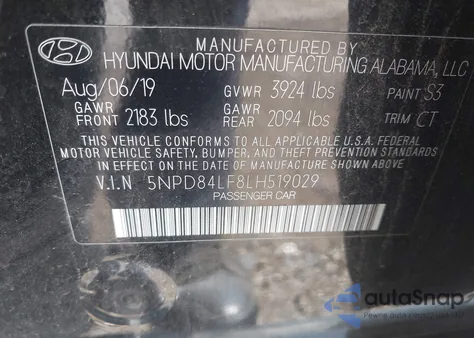 MANUFACTURED BY
HYUNDAI MOTOR MANUFACTURING ALABAMA, LLC
Aug/06/19 GVWR 3924 lbs PAINT S3
GAWR FRONT 2183 lbs GAWR REAR 2094 lbs TRIM CT
THIS VEHICLE CONFORMS TO ALL APPLICABLE U.S.A FEDERAL
MOTOR VEHICLE SAFETY, BUMPER, AND THEFT PREVENTION STANDARDS
IN EFFECT ON THE DATE OF MANUFACTURE SHOWN ABOVE.
V.I.N 5NPD84LF8LH519029
PASSENGER CAR
autoSnap